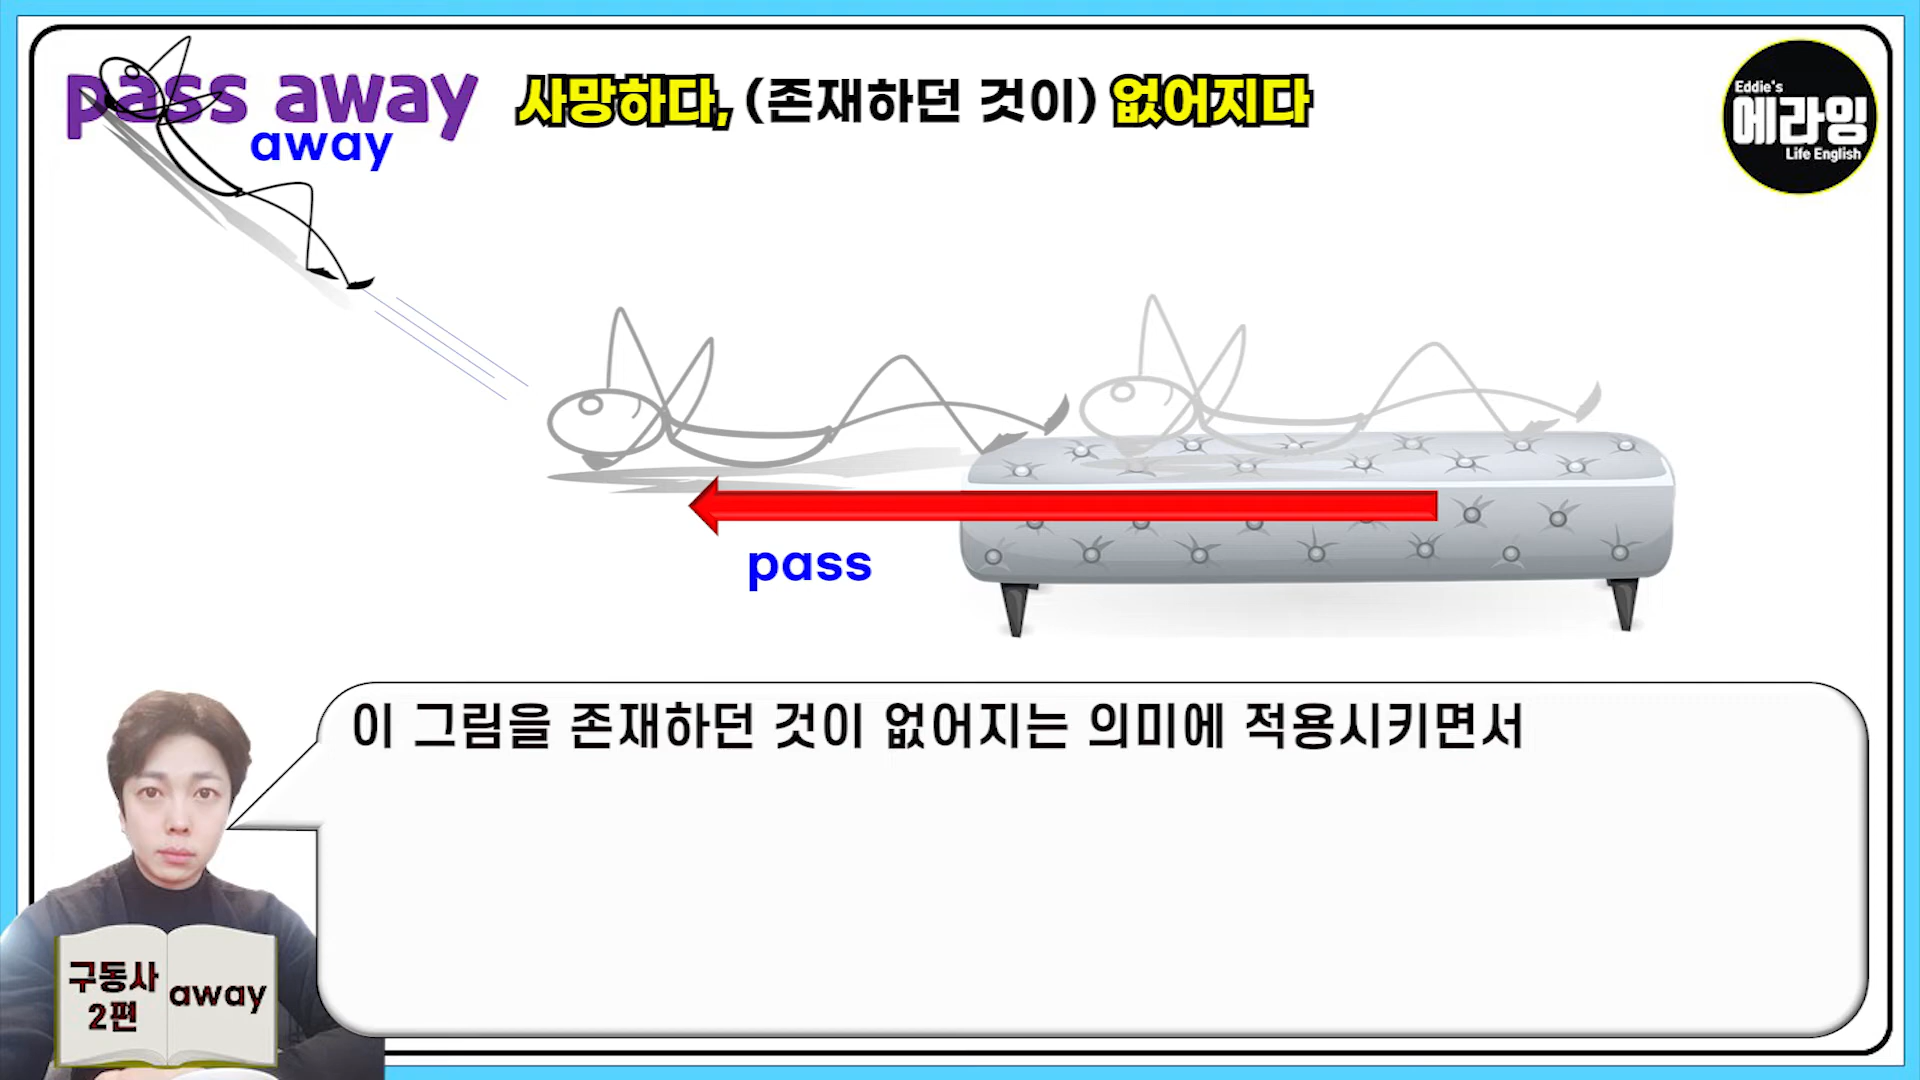 pass away 사망하다, (존재하던 것이) 없어지다
away
Eddie's
에라잉
Life English
pass
이 그림을 존재하던 것이 없어지는 의미에 적용시키면서
구동사
2편
away